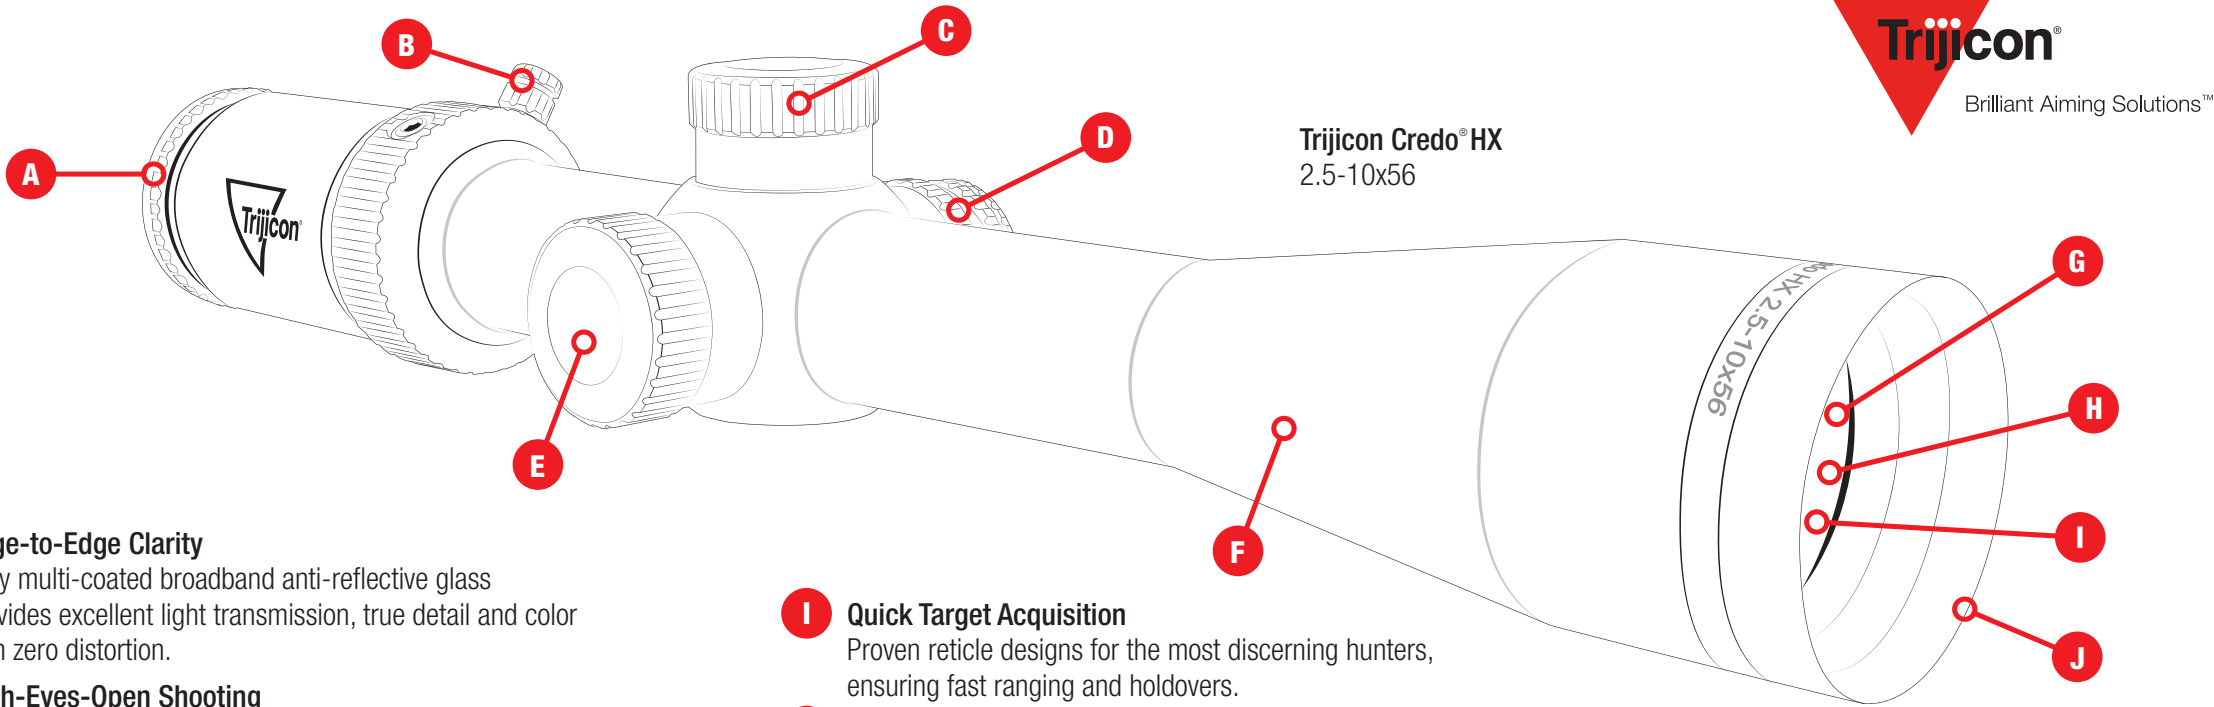 Trijicon®
Brilliant Aiming Solutions™
Trijicon Credo® HX
2.5-10x56
A
B
C
D
E
F
G
H
I
J
Trijicon®
HX 2.5-10x56
ge-to-Edge Clarity
y multi-coated broadband anti-reflective glass
vides excellent light transmission, true detail and color
n zero distortion.
h-Eyes-Open Shooting
I Quick Target Acquisition
Proven reticle designs for the most discerning hunters,
ensuring fast ranging and holdovers.